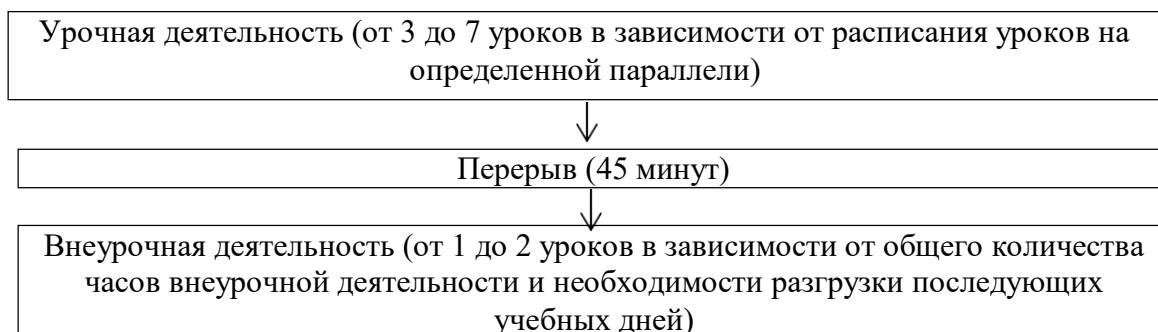 Урочная деятельность (от 3 до 7 уроков в зависимости от расписания уроков на
определенной параллели)
Перерыв (45 минут)
Внеурочная деятельность (от 1 до 2 уроков в зависимости от общего количества
часов внеурочной деятельности и необходимости разгрузки последующих
учебных дней)